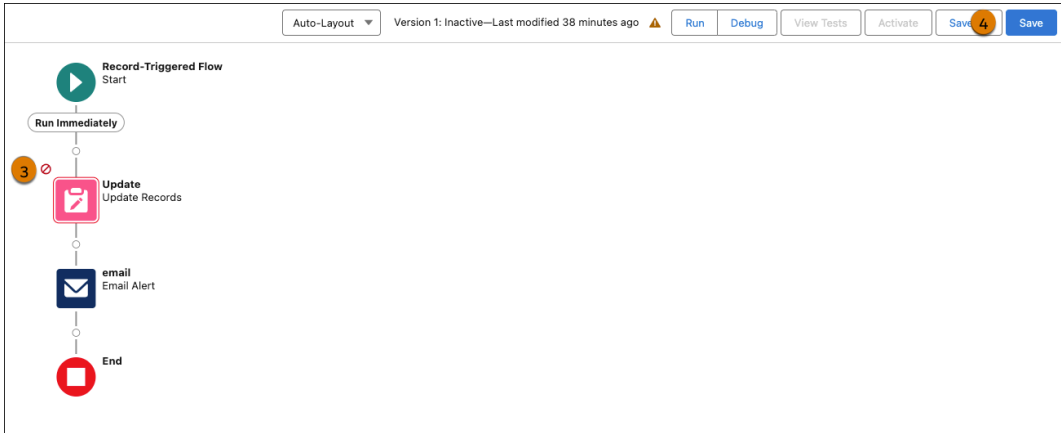 Auto-Layout Version 1: Inactive—Last modified 38 minutes ago Run Debug View Tests Activate Save 4 Save
Record-Triggered Flow
Start
Run Immediately
3
Update
Update Records
email
Email Alert
End